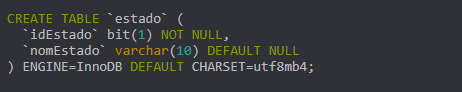 CREATE TABLE `estado` (
  `idEstado` bit(1) NOT NULL,
  `nomEstado` varchar(10) DEFAULT NULL
) ENGINE=InnoDB DEFAULT CHARSET=utf8mb4;